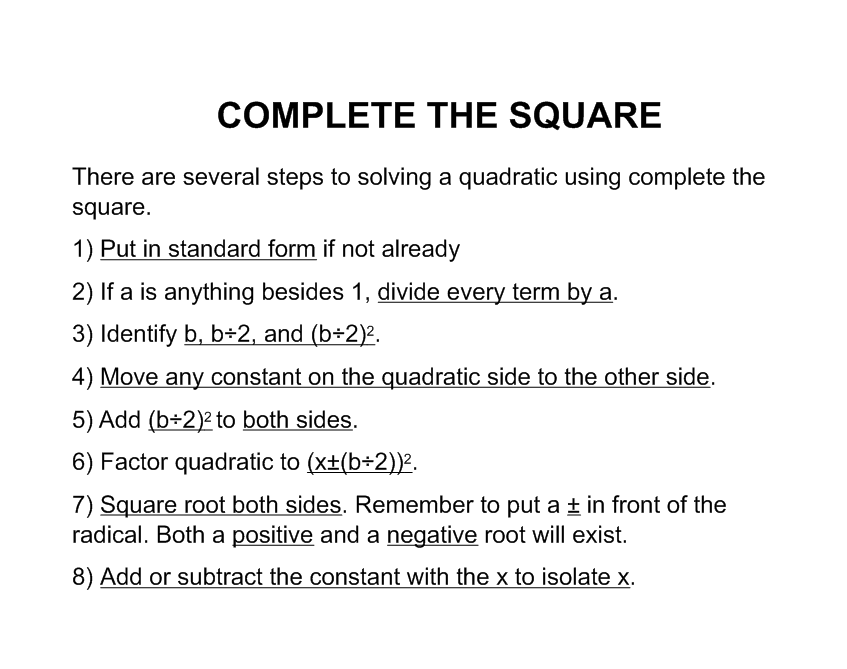 COMPLETE THE SQUARE
There are several steps to solving a quadratic using complete the
square.
1) Put in standard form if not already
2) If a is anything besides 1, divide every term by a.
3) Identify b, b÷2, and (b÷2)².
4) Move any constant on the quadratic side to the other side.
5) Add (b÷2)² to both sides.
6) Factor quadratic to (x±(b÷2))².
7) Square root both sides. Remember to put a ± in front of the
radical. Both a positive and a negative root will exist.
8) Add or subtract the constant with the x to isolate x.